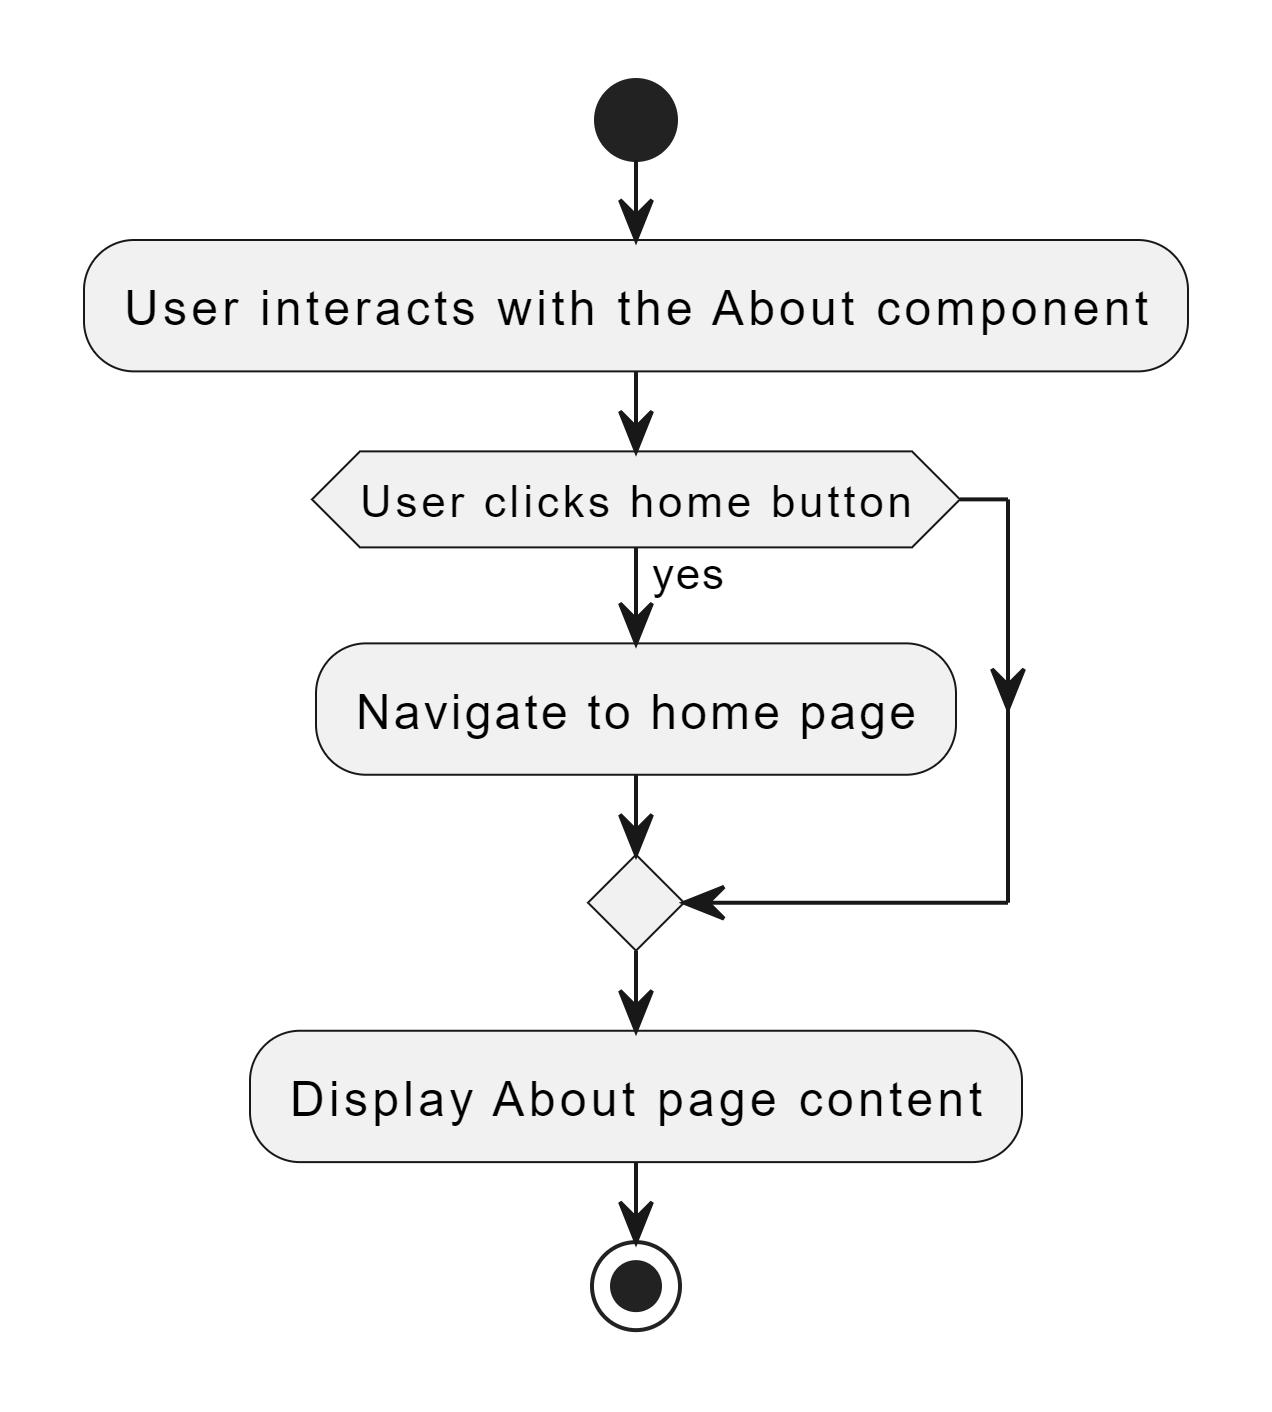 User interacts with the About component
User clicks home button
yes
Navigate to home page
Display About page content